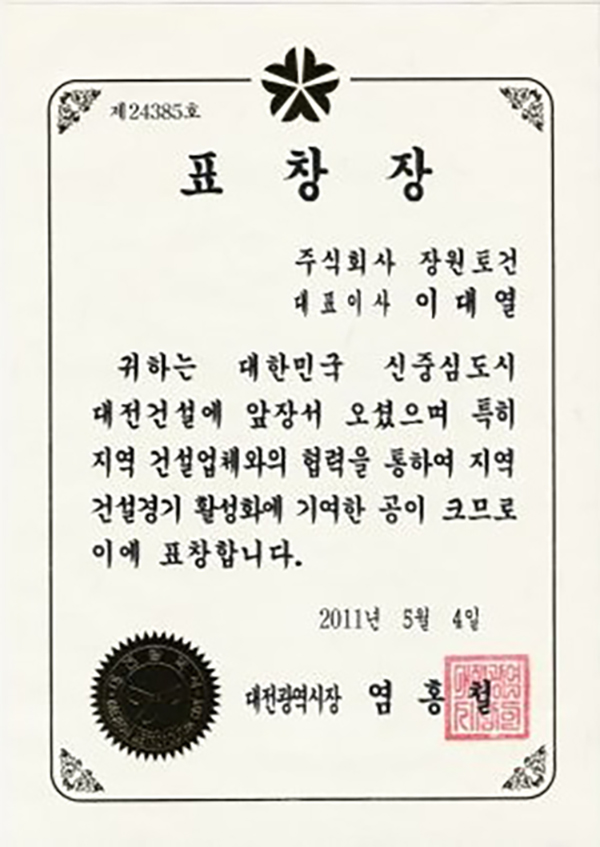 제24385호
표 창 장
주식회사 장원토건
대표이사 이대열
귀하는 대한민국 신중심도시
대전건설에 앞장서 오셨으며 특히
지역 건설업체와의 협력을 통하여 지역
건설경기 활성화에 기여한 공이 크므로
이에 표창합니다.
2011년 5월 4일
대전광역시장 염 홍 철